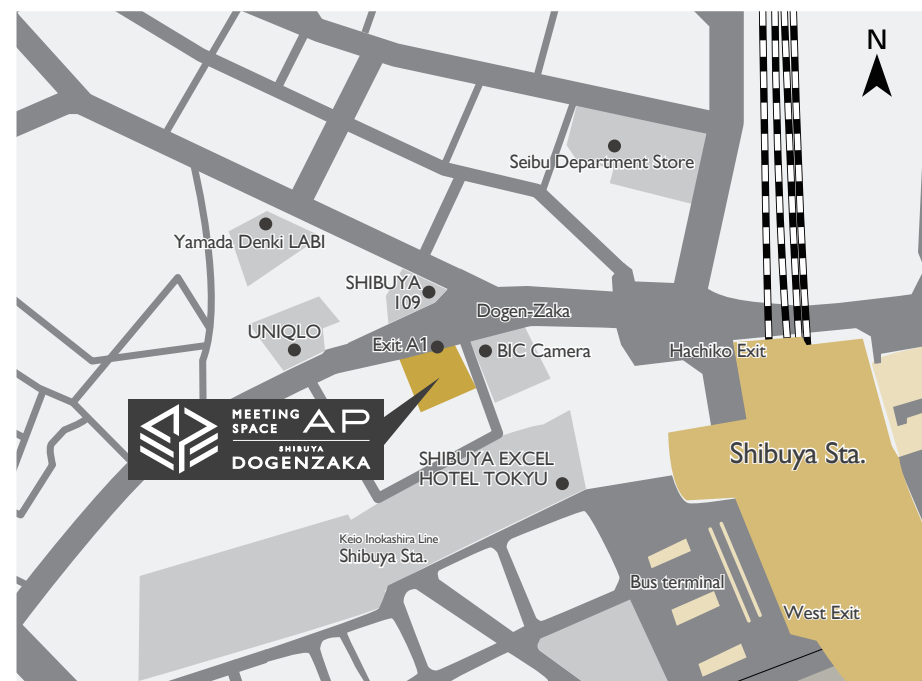 N
Seibu Department Store
Yamada Denki LABI
SHIBUYA
109
Dogen-Zaka
UNIQLO
Exit A1
BIC Camera
Hachiko Exit
MEETING
SPACE
AP
SHIBUYA
DOGENZAKA
Shibuya Sta.
SHIBUYA EXCEL
HOTEL TOKYU
Keio Inokashira Line
Shibuya Sta.
Bus terminal
West Exit